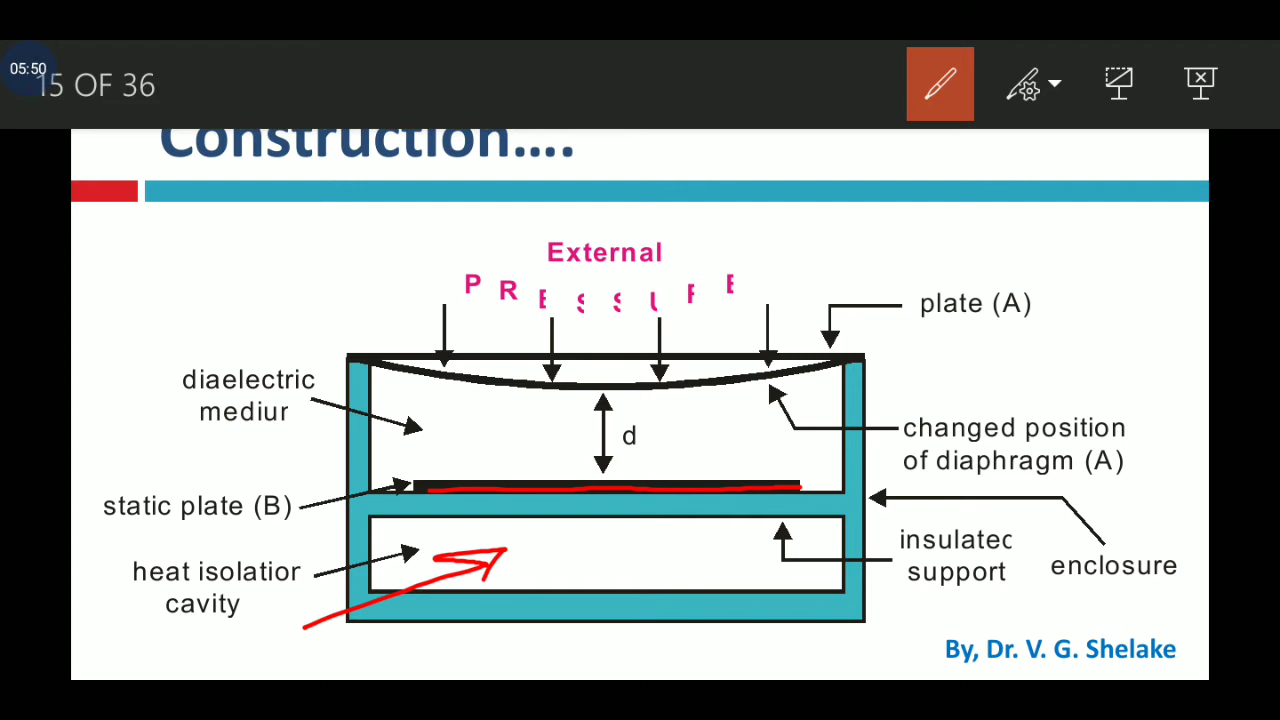 05:50
15 OF 36
Construction....
External
P R E S S U R E
plate (A)
diaelectric
mediur
d
changed position
of diaphragm (A)
static plate (B)
heat isolatior
cavity
insulatec
support
enclosure
By, Dr. V. G. Shelake